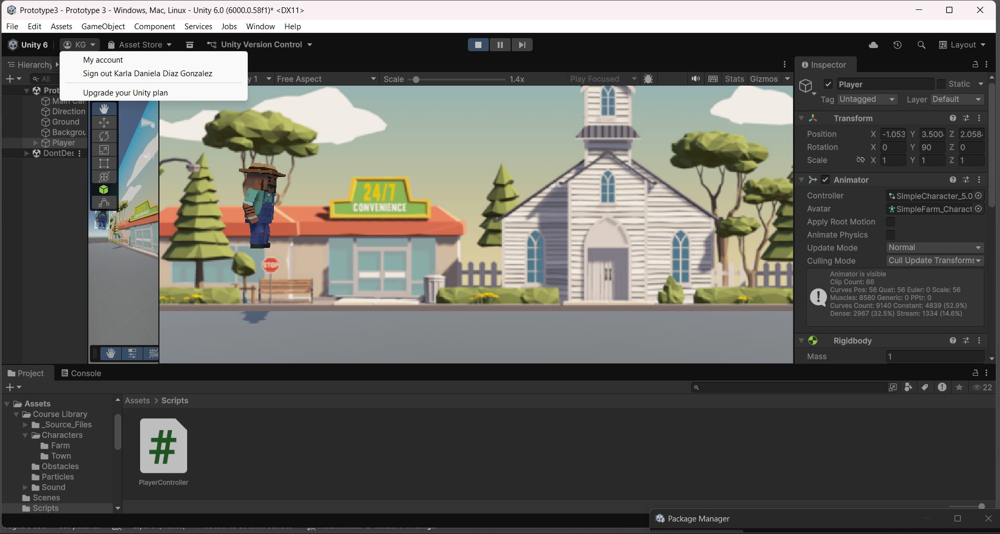 Prototype3 - Prototype 3 - Windows, Mac, Linux - Unity 6.0 (6000.0.58f1)* <DX11>
File Edit Assets GameObject Component Services Jobs Window Help
Unity 6 KG Asset Store Unity Version Control Layout
My account
Sign out Karla Daniela Diaz Gonzalez
Upgrade your Unity plan
Hierarchy
All
Prot
Main Cam
Direction
Ground
Backgrou
Player
DontDes
y 1 Free Aspect Scale 1.4x Play Focused Stats Gizmos
24/7
CONVENIENCE
STOP
24/7
CONVENIENCE
Inspector
Player Static
Tag Untagged Layer Default
Transform
Position X -1.053 Y 3.500 Z 2.058
Rotation X 0 Y 90 Z 0
Scale X 1 Y 1 Z 1
Animator
Controller SimpleCharacter_5.0
Avatar SimpleFarm_Charact
Apply Root Motion
Animate Physics
Update Mode Normal
Culling Mode Cull Update Transforms
Animator is visible
Clip Count: 66
Curves Pos: 56 Quat: 56 Euler: 0 Scale: 56
Muscles: 8580 Generic: 0 PPtr: 0
Curves Count: 9140 Constant: 4839 (52.9%)
Dense: 2967 (32.5%) Stream: 1334 (14.6%)
Rigidbody
Mass 1
Project Console
22
Assets
Course Library
_Source_Files
Characters
Farm
Town
Obstacles
Particles
Sound
Scenes
Scripts
Assets > Scripts
#
PlayerController
Package Manager